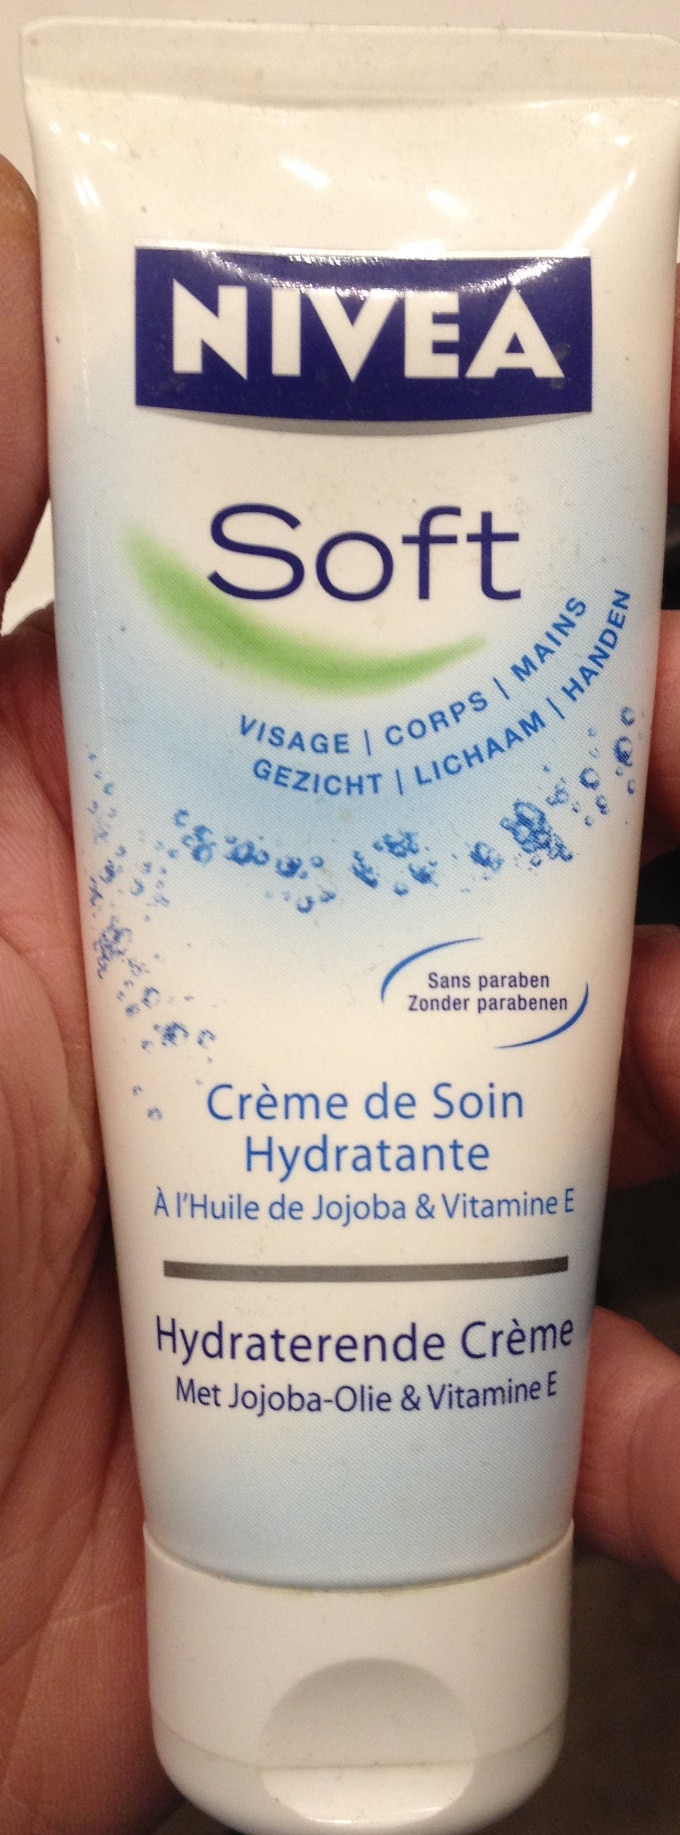 NIVEA
Soft
VISAGE | CORPS | MAINS
GEZICHT | LICHAAM | HANDEN
Sans paraben
Zonder parabenen
Crème de Soin
Hydratante
À l'Huile de Jojoba & Vitamine E
Hydraterende Crème
Met Jojoba-Olie & Vitamine E